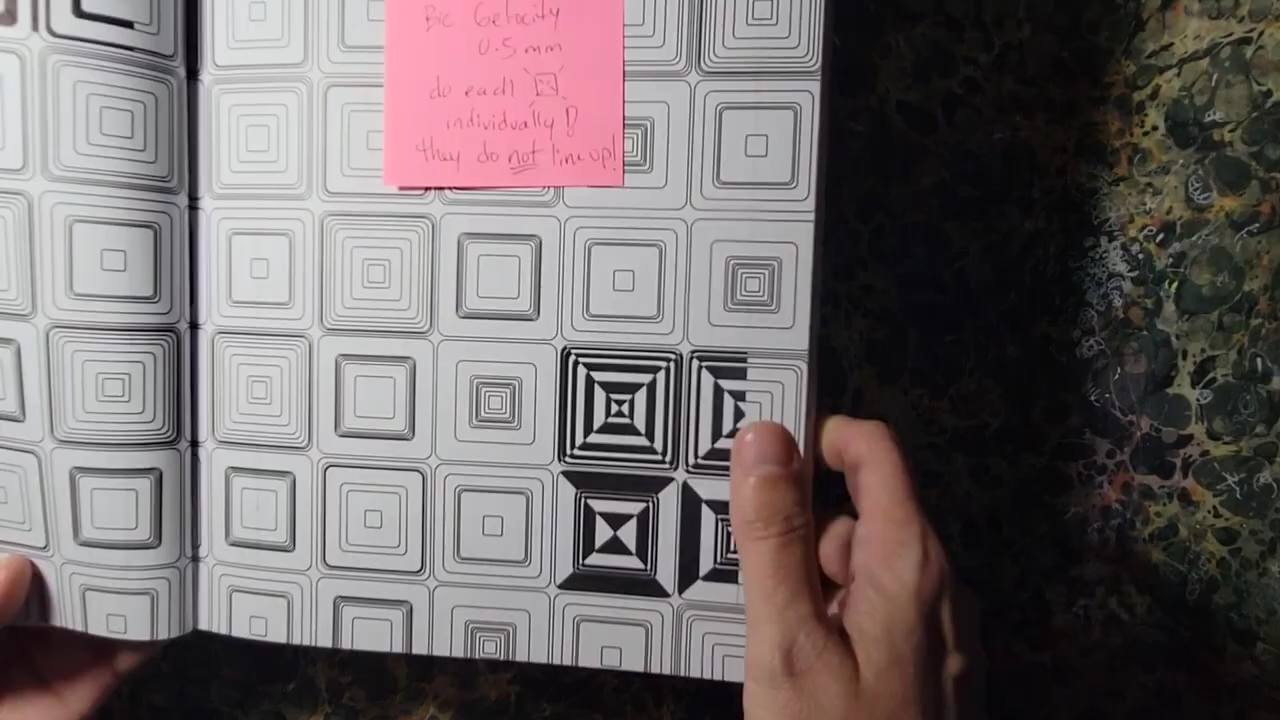 Bic Gelocity
0.5mm
do each
individually!
they do not line up!